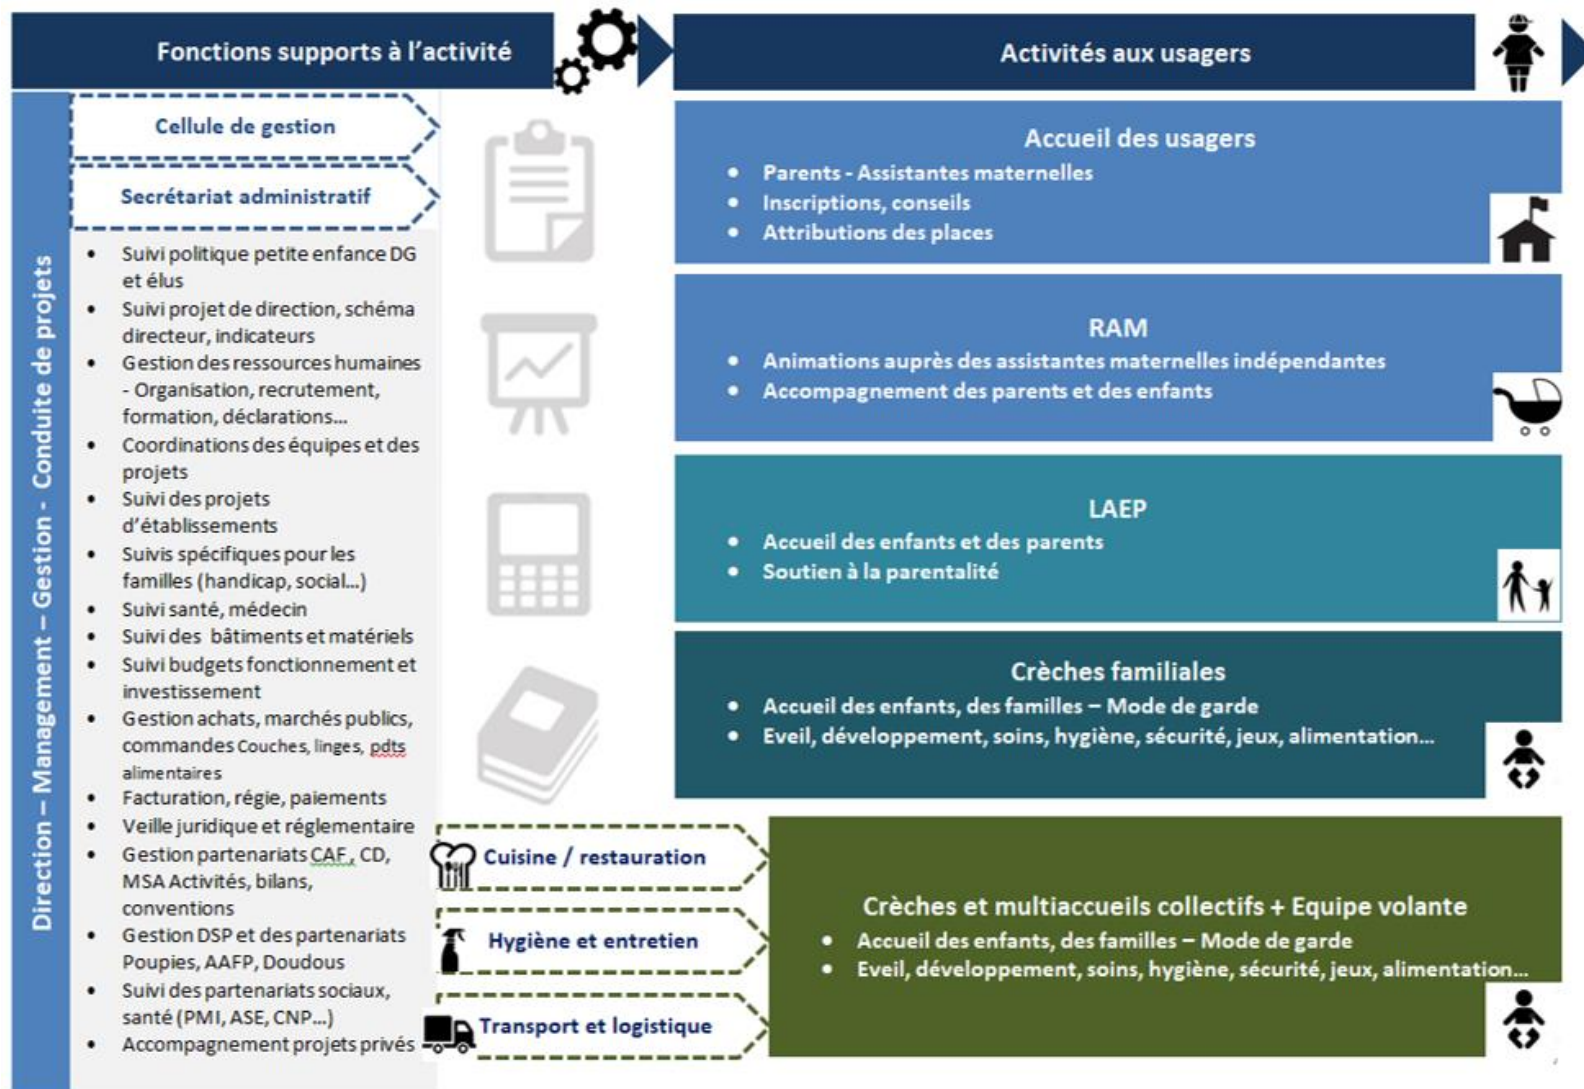 Fonctions supports à l'activité
Activités aux usagers
Direction – Management – Gestion - Conduite de projets
Cellule de gestion
Secrétariat administratif
• Suivi politique petite enfance DG
et élus
• Suivi projet de direction, schéma
directeur, indicateurs
• Gestion des ressources humaines
- Organisation, recrutement,
formation, déclarations...
• Coordinations des équipes et des
projets
• Suivi des projets
d'établissements
• Suivis spécifiques pour les
familles (handicap, social...)
• Suivi santé, médecin
• Suivi des bâtiments et matériels
• Suivi budgets fonctionnement et
investissement
• Gestion achats, marchés publics,
commandes Couches, linges, pdts
alimentaires
• Facturation, régie, paiements
• Veille juridique et réglementaire
• Gestion partenariats CAF, CD,
MSA Activités, bilans,
conventions
• Gestion DSP et des partenariats
Poupies, AAFP, Doudous
• Suivi des partenariats sociaux,
santé (PMI, ASE, CNP...)
• Accompagnement projets privés
Accueil des usagers
• Parents - Assistantes maternelles
• Inscriptions, conseils
• Attributions des places
RAM
• Animations auprès des assistantes maternelles indépendantes
• Accompagnement des parents et des enfants
LAEP
• Accueil des enfants et des parents
• Soutien à la parentalité
Crèches familiales
• Accueil des enfants, des familles – Mode de garde
• Eveil, développement, soins, hygiène, sécurité, jeux, alimentation...
Cuisine / restauration
Hygiène et entretien
Transport et logistique
Crèches et multiaccueils collectifs + Equipe volante
• Accueil des enfants, des familles – Mode de garde
• Eveil, développement, soins, hygiène, sécurité, jeux, alimentation...